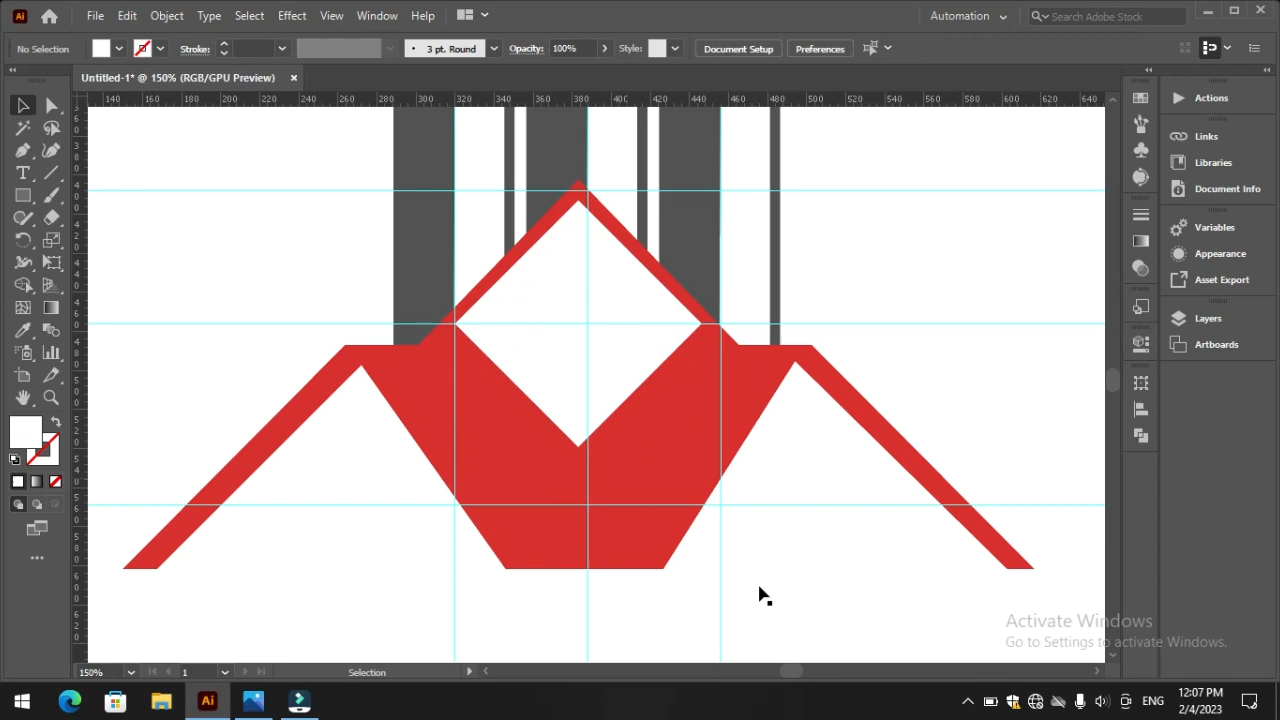 Ai File Edit Object Type Select Effect View Window Help Automation Search Adobe Stock
No Selection Stroke: 3 pt. Round Opacity: 100% Style: Document Setup Preferences
Untitled-1* @ 150% (RGB/GPU Preview)
140 160 180 200 220 240 260 280 300 320 340 360 380 400 420 440 460 480 500 520 540 560 580 600 620 640
Actions
Links
Libraries
Document Info
Variables
Appearance
Asset Export
Layers
Artboards
Activate Windows
Go to Settings to activate Windows.
150% 1 Selection
Ai ENG 12:07 PM
2/4/2023